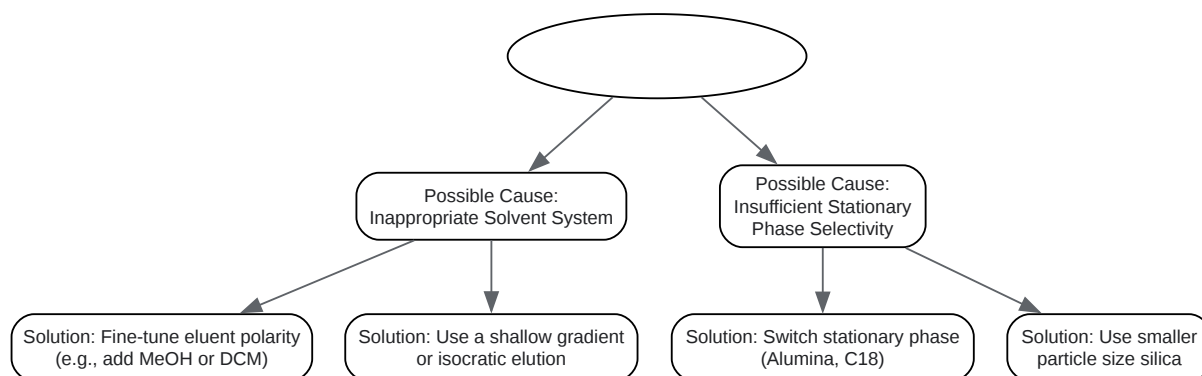 Possible Cause:
Inappropriate Solvent System
Possible Cause:
Insufficient Stationary
Phase Selectivity
Solution: Fine-tune eluent polarity
(e.g., add MeOH or DCM)
Solution: Use a shallow gradient
or isocratic elution
Solution: Switch stationary phase
(Alumina, C18)
Solution: Use smaller
particle size silica